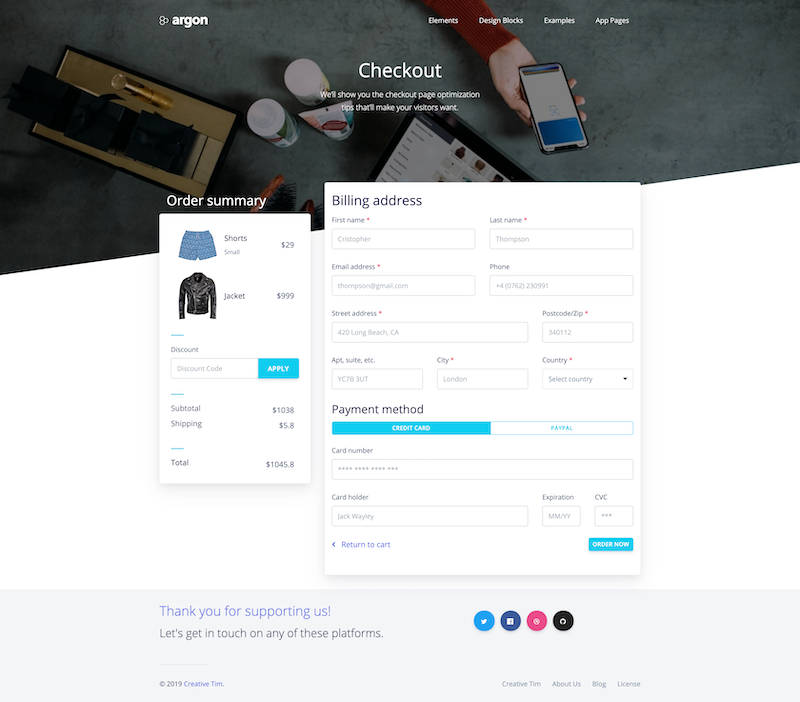 argon
Elements Design Blocks Examples App Pages
Checkout
We'll show you the checkout page optimization
tips that'll make your visitors want.
Order summary
Shorts
Small
$29
Jacket
$999
Discount
Discount Code
APPLY
Subtotal $1038
Shipping $5.8
Total $1045.8
Billing address
First name * Last name *
Cristopher Thompson
Email address * Phone
thompson@gmail.com +4 (0762) 230991
Street address * Postcode/Zip *
420 Long Beach, CA 340112
Apt, suite, etc. City * Country *
YC7B 3UT London Select country
Payment method
CREDIT CARD PAYPAL
Card number
**** **** **** ***
Card holder Expiration CVC
Jack Wayley MM/YY ***
Return to cart ORDER NOW
Thank you for supporting us!
Let's get in touch on any of these platforms.
© 2019 Creative Tim.
Creative Tim About Us Blog License